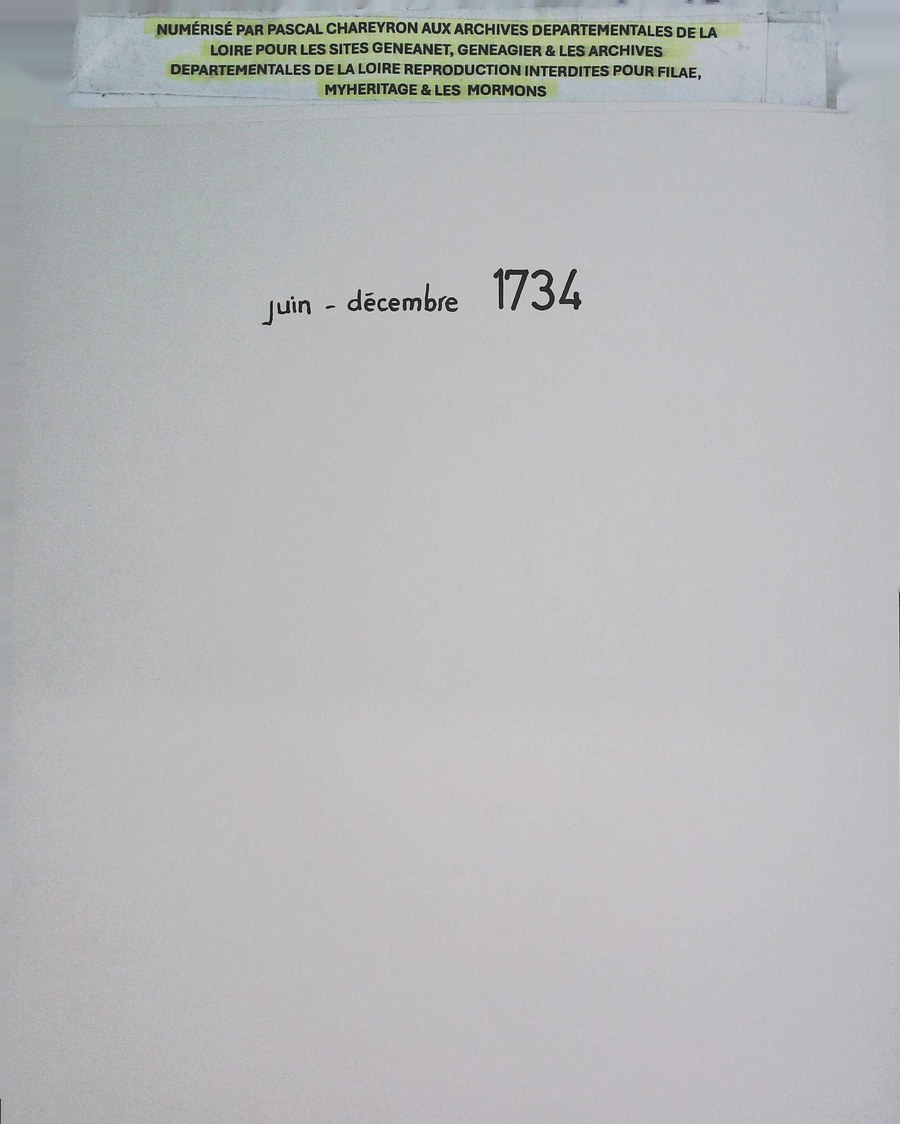 NUMÉRISÉ PAR PASCAL CHAREYRON AUX ARCHIVES DEPARTEMENTALES DE LA
LOIRE POUR LES SITES GENEANET, GENEAGIER & LES ARCHIVES
DEPARTEMENTALES DE LA LOIRE REPRODUCTION INTERDITES POUR FILAE,
MYHERITAGE & LES MORMONS
juin - décembre 1734